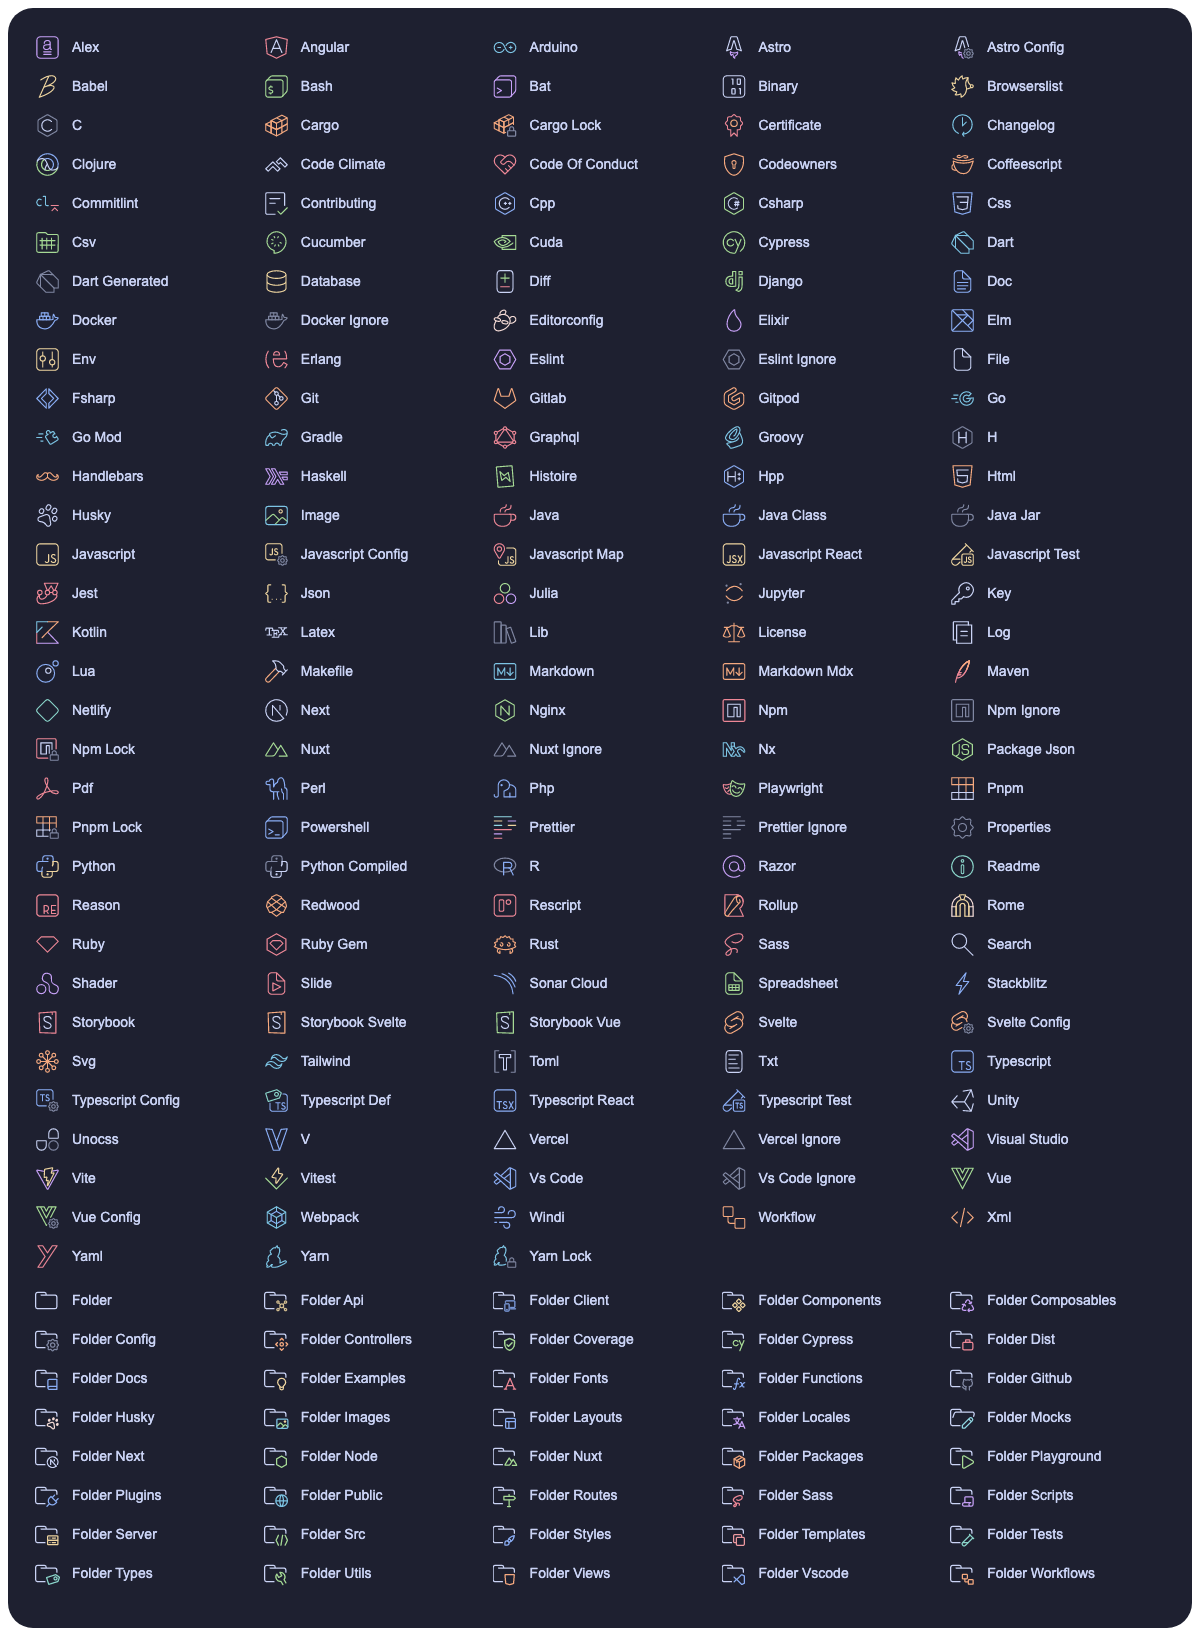 Alex Angular Arduino Astro Astro Config
Babel Bash Bat Binary Browserslist
C Cargo Cargo Lock Certificate Changelog
Clojure Code Climate Code Of Conduct Codeowners Coffeescript
Commitlint Contributing Cpp Csharp Css
Csv Cucumber Cuda Cypress Dart
Dart Generated Database Diff Django Doc
Docker Docker Ignore Editorconfig Elixir Elm
Env Erlang Eslint Eslint Ignore File
Fsharp Git Gitlab Gitpod Go
Go Mod Gradle Graphql Groovy H
Handlebars Haskell Histoire Hpp Html
Husky Image Java Java Class Java Jar
Javascript Javascript Config Javascript Map Javascript React Javascript Test
Jest Json Julia Jupyter Key
Kotlin Latex Lib License Log
Lua Makefile Markdown Markdown Mdx Maven
Netlify Next Nginx Npm Npm Ignore
Npm Lock Nuxt Nuxt Ignore Nx Package Json
Pdf Perl Php Playwright Pnpm
Pnpm Lock Powershell Prettier Prettier Ignore Properties
Python Python Compiled R Razor Readme
Reason Redwood Rescript Rollup Rome
Ruby Ruby Gem Rust Sass Search
Shader Slide Sonar Cloud Spreadsheet Stackblitz
Storybook Storybook Svelte Storybook Vue Svelte Svelte Config
Svg Tailwind Toml Txt Typescript
Typescript Config Typescript Def Typescript React Typescript Test Unity
Unocss V Vercel Vercel Ignore Visual Studio
Vite Vitest Vs Code Vs Code Ignore Vue
Vue Config Webpack Windi Workflow Xml
Yaml Yarn Yarn Lock
Folder Folder Api Folder Client Folder Components Folder Composables
Folder Config Folder Controllers Folder Coverage Folder Cypress Folder Dist
Folder Docs Folder Examples Folder Fonts Folder Functions Folder Github
Folder Husky Folder Images Folder Layouts Folder Locales Folder Mocks
Folder Next Folder Node Folder Nuxt Folder Packages Folder Playground
Folder Plugins Folder Public Folder Routes Folder Sass Folder Scripts
Folder Server Folder Src Folder Styles Folder Templates Folder Tests
Folder Types Folder Utils Folder Views Folder Vscode Folder Workflows